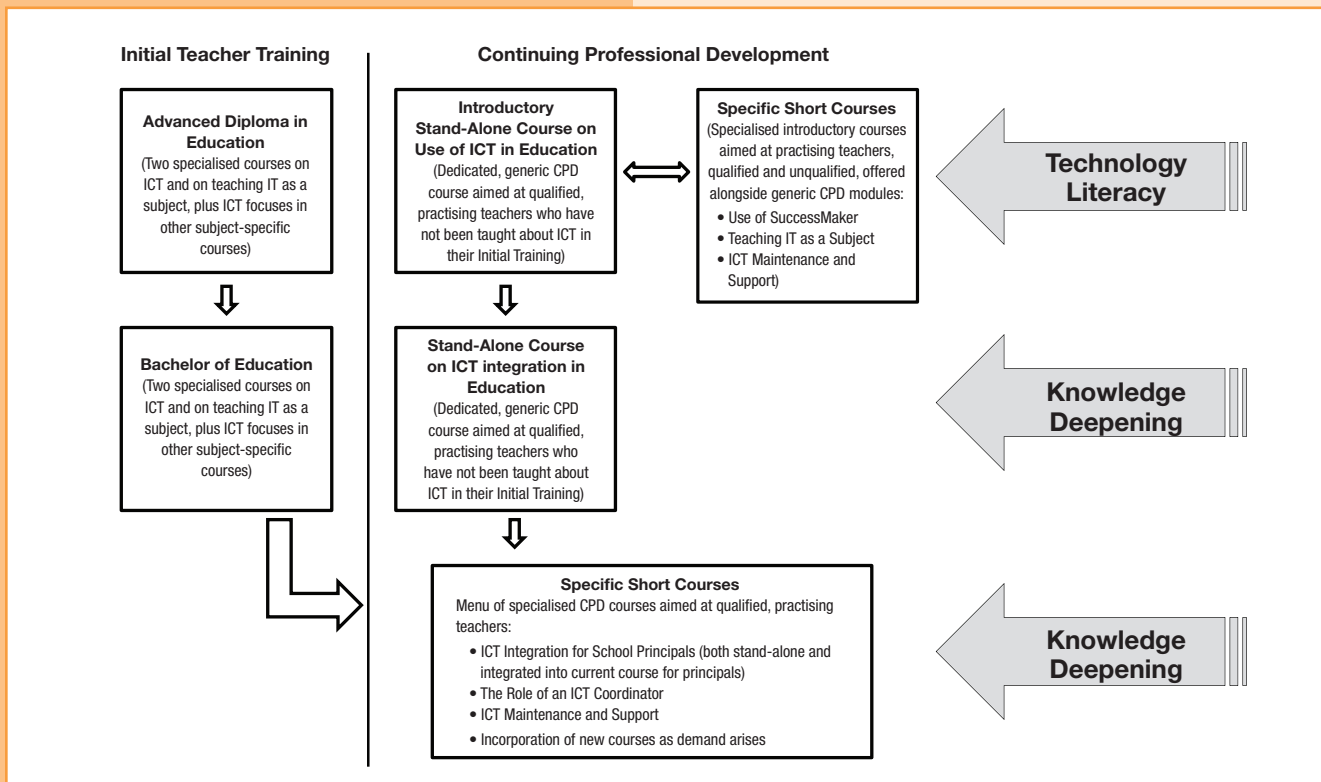 Initial Teacher Training
Continuing Professional Development
Advanced Diploma in
Education
(Two specialised courses on
ICT and on teaching IT as a
subject, plus ICT focuses in
other subject-specific
courses)
Introductory
Stand-Alone Course on
Use of ICT in Education
(Dedicated, generic CPD
course aimed at qualified,
practising teachers who have
not been taught about ICT in
their Initial Training)
Specific Short Courses
(Specialised introductory courses
aimed at practising teachers,
qualified and unqualified, offered
alongside generic CPD modules:
• Use of SuccessMaker
• Teaching IT as a Subject
• ICT Maintenance and
Support)
Technology
Literacy
Bachelor of Education
(Two specialised courses on
ICT and on teaching IT as a
subject, plus ICT focuses in
other subject-specific
courses)
Stand-Alone Course
on ICT integration in
Education
(Dedicated, generic CPD
course aimed at qualified,
practising teachers who
have not been taught about
ICT in their Initial Training)
Knowledge
Deepening
Specific Short Courses
Menu of specialised CPD courses aimed at qualified, practising
teachers:
• ICT Integration for School Principals (both stand-alone and
integrated into current course for principals)
• The Role of an ICT Coordinator
• ICT Maintenance and Support
• Incorporation of new courses as demand arises
Knowledge
Deepening